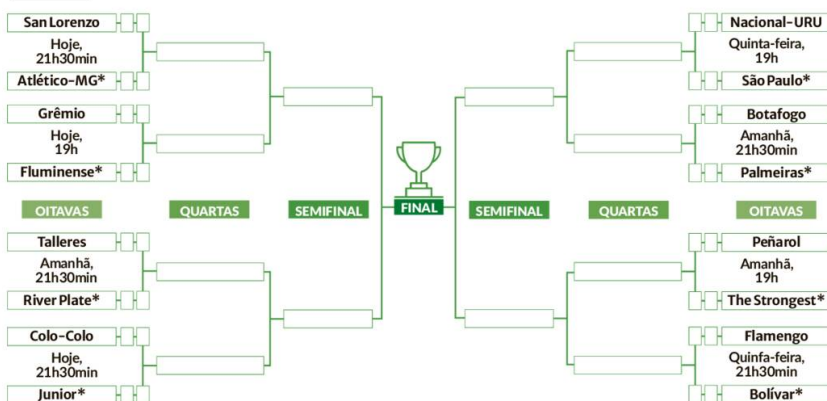 San Lorenzo
Hoje,
21h30min
Atlético-MG*
Grêmio
Hoje,
19h
Fluminense*
Nacional-URU
Quinta-feira,
19h
São Paulo*
Botafogo
Amanhã,
21h30min
Palmeiras*
OITAVAS QUARTAS SEMIFINAL FINAL SEMIFINAL QUARTAS OITAVAS
Talleres
Amanhã,
21h30min
River Plate*
Colo-Colo
Hoje,
21h30min
Junior*
Peñarol
Amanhã,
19h
The Strongest*
Flamengo
Quinfa-feira,
21h30min
Bolívar*